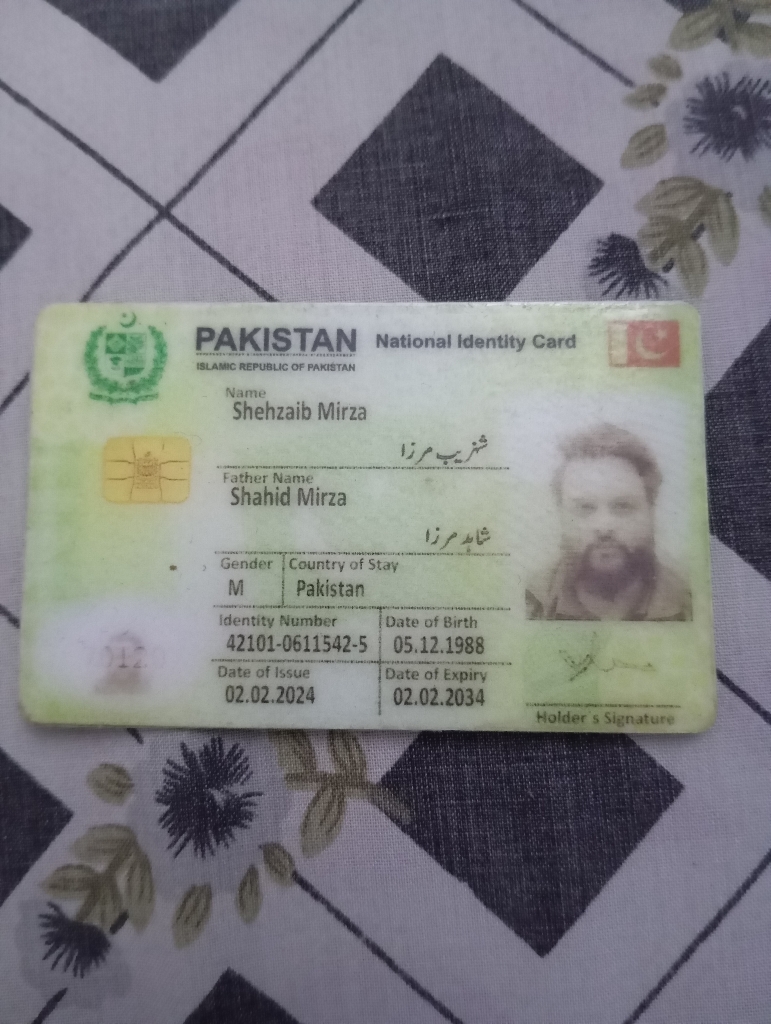 PAKISTAN National Identity Card
ISLAMIC REPUBLIC OF PAKISTAN
Name
Shehzaib Mirza
شہزیب مرزا
Father Name
Shahid Mirza
شاہد مرزا
Gender Country of Stay
M Pakistan
Identity Number Date of Birth
42101-0611542-5 05.12.1988
Date of Issue Date of Expiry
02.02.2024 02.02.2034
Holder's Signature